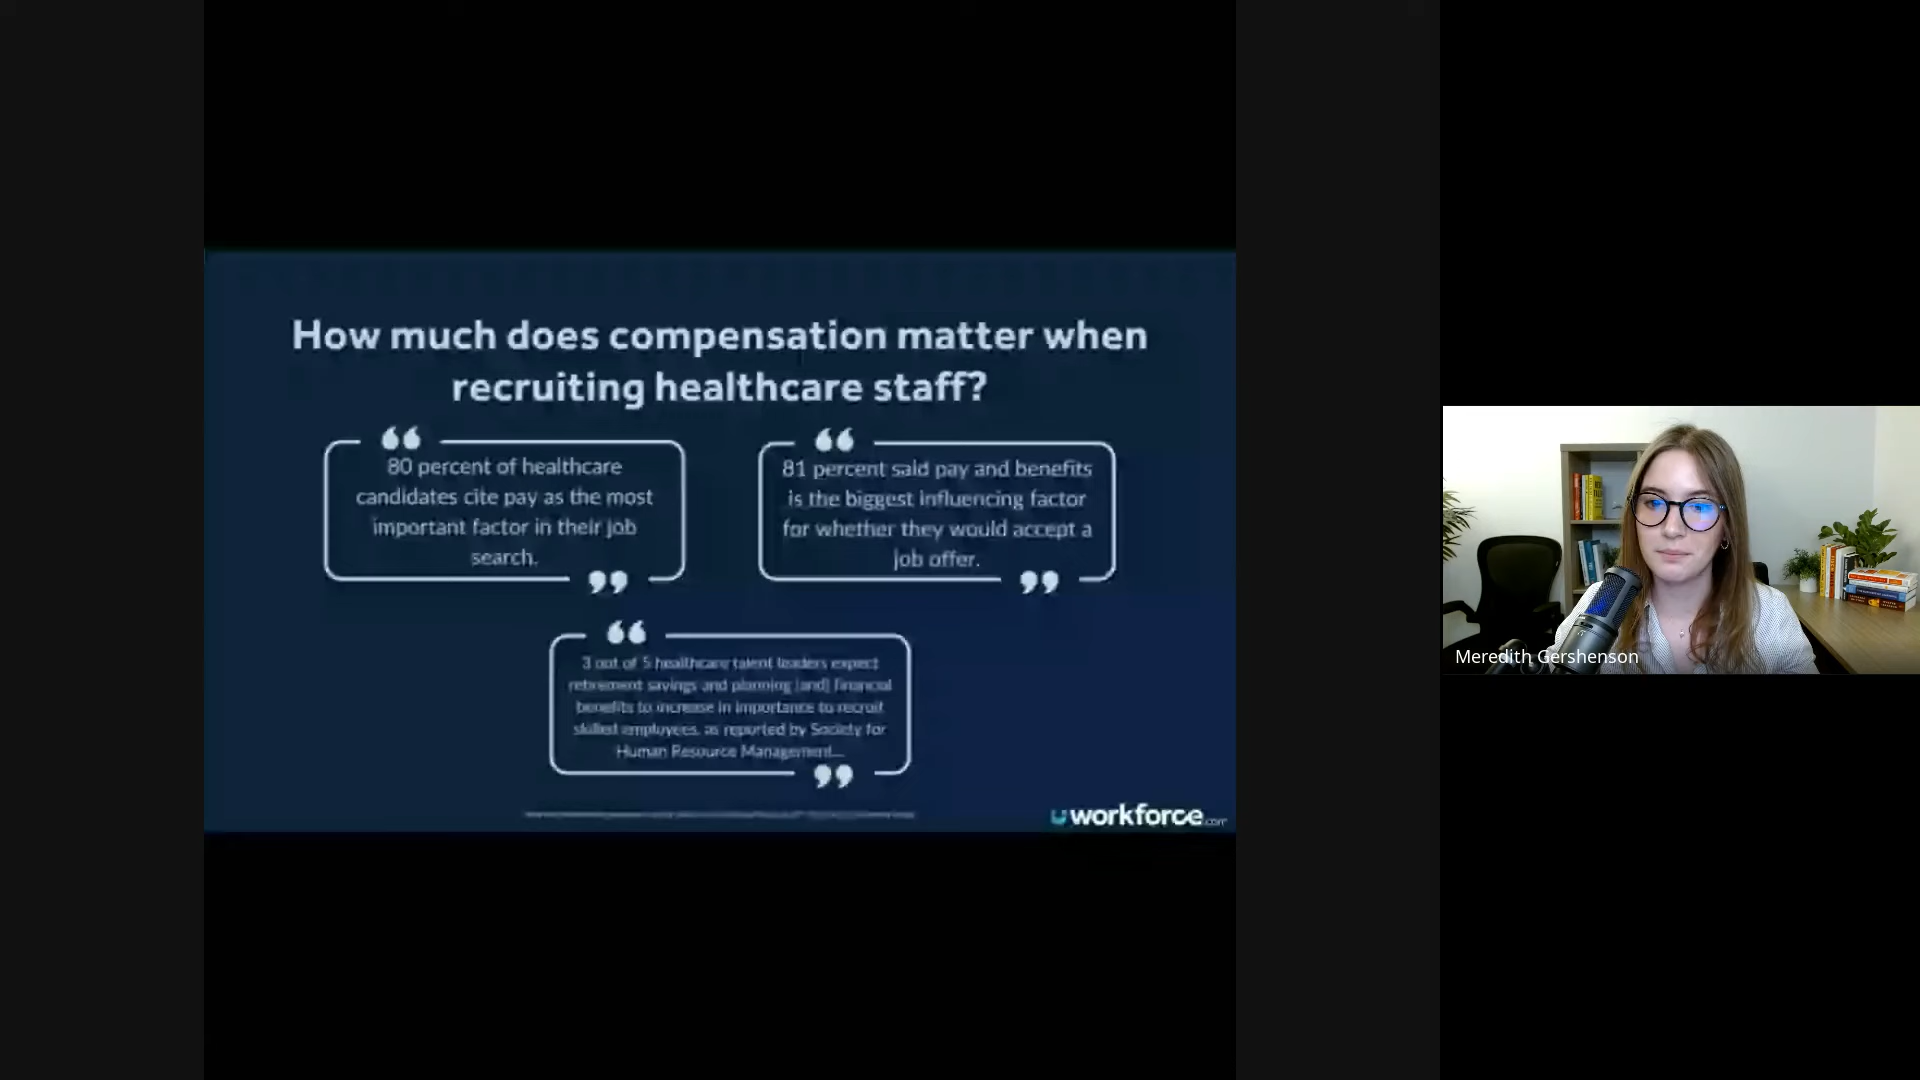 How much does compensation matter when
recruiting healthcare staff?
80 percent of healthcare
candidates cite pay as the most
important factor in their job
search.
81 percent said pay and benefits
is the biggest influencing factor
for whether they would accept a
job offer.
3 out of 5 healthcare talent leaders expect
retirement savings and planning [and] financial
benefits to increase in importance to recruit
skilled employees, as reported by Society for
Human Resource Management...
workforce.com
Meredith Gershenson